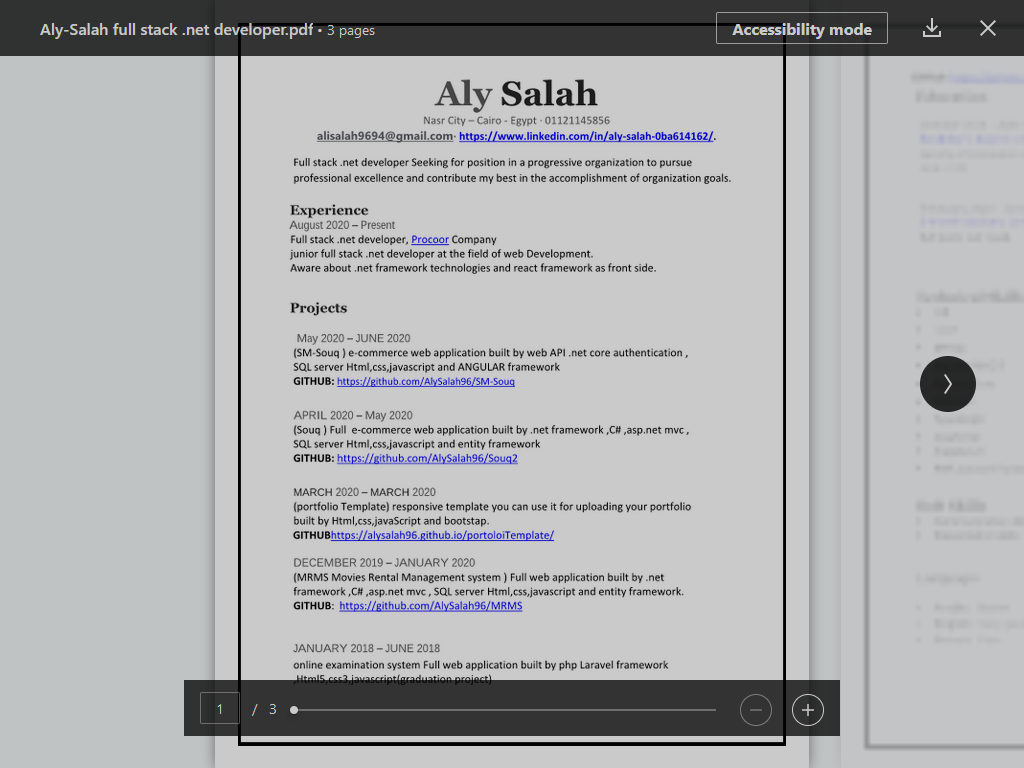 Aly-Salah full stack .net developer.pdf • 3 pages
Accessibility mode
Aly Salah
Nasr City – Cairo - Egypt · 01121145856
alisalah9694@gmail.com· https://www.linkedin.com/in/aly-salah-0ba614162/.
Full stack .net developer Seeking for position in a progressive organization to pursue
professional excellence and contribute my best in the accomplishment of organization goals.
Experience
August 2020 – Present
Full stack .net developer, Procoor Company
junior full stack .net developer at the field of web Development.
Aware about .net framework technologies and react framework as front side.
Projects
May 2020 – JUNE 2020
(SM-Souq ) e-commerce web application built by web API .net core authentication ,
SQL server Html,css,javascript and ANGULAR framework
GITHUB: https://github.com/AlySalah96/SM-Souq
APRIL 2020 – May 2020
(Souq ) Full e-commerce web application built by .net framework ,C# ,asp.net mvc ,
SQL server Html,css,javascript and entity framework
GITHUB: https://github.com/AlySalah96/Souq2
MARCH 2020 – MARCH 2020
(portfolio Template) responsive template you can use it for uploading your portfolio
built by Html,css,javaScript and bootstap.
GITHUBhttps://alysalah96.github.io/portoloiTemplate/
DECEMBER 2019 – JANUARY 2020
(MRMS Movies Rental Management system ) Full web application built by .net
framework ,C# ,asp.net mvc , SQL server Html,css,javascript and entity framework.
GITHUB: https://github.com/AlySalah96/MRMS
JANUARY 2018 – JUNE 2018
online examination system Full web application built by php Laravel framework
,Html5,css3,javascript(graduation project)
1 / 3
Education